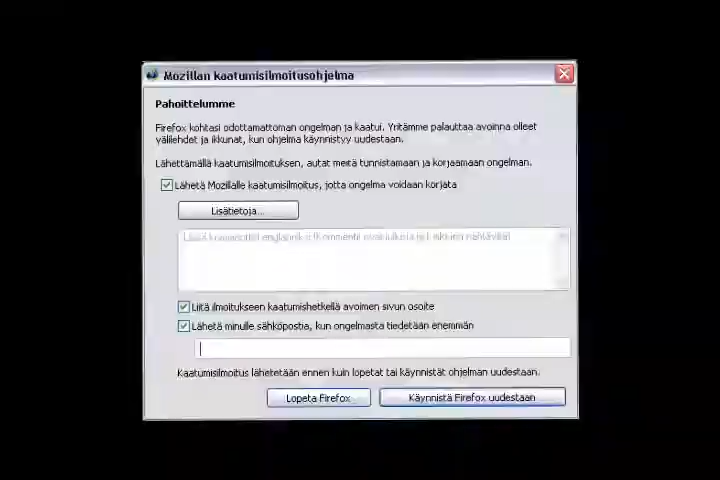 Mozillan kaatumisilmoitusohjelma
Pahoittelumme
Firefox kohtasi odottamattoman ongelman ja kaatui. Yritämme palauttaa avoinna olleet
välilehdet ja ikkunat, kun ohjelma käynnistyy uudestaan.
Lähettämällä kaatumisilmoituksen, autat meitä tunnistamaan ja korjaamaan ongelman.
Lähetä Mozillalle kaatumisilmoitus, jotta ongelma voidaan korjata
Lisätietoja...
Liitä ilmoitukseen kaatumishetkellä avoimen sivun osoite
Lähetä minulle sähköpostia, kun ongelmasta tiedetään enemmän
Kaatumisilmoitus lähetetään ennen kuin lopetat tai käynnistät ohjelman uudestaan.
Lopeta Firefox
Käynnistä Firefox uudestaan